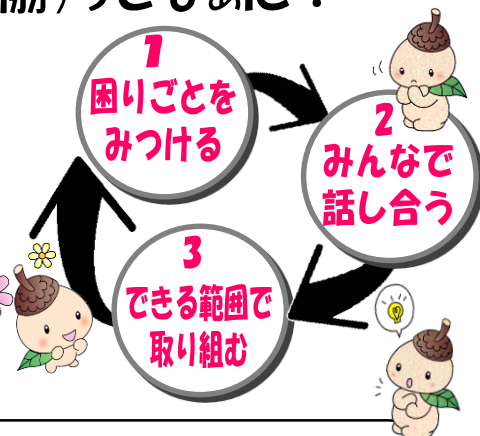 1
困りごとを
みつける
2
みんなで
話し合う
3
できる範囲で
取り組む